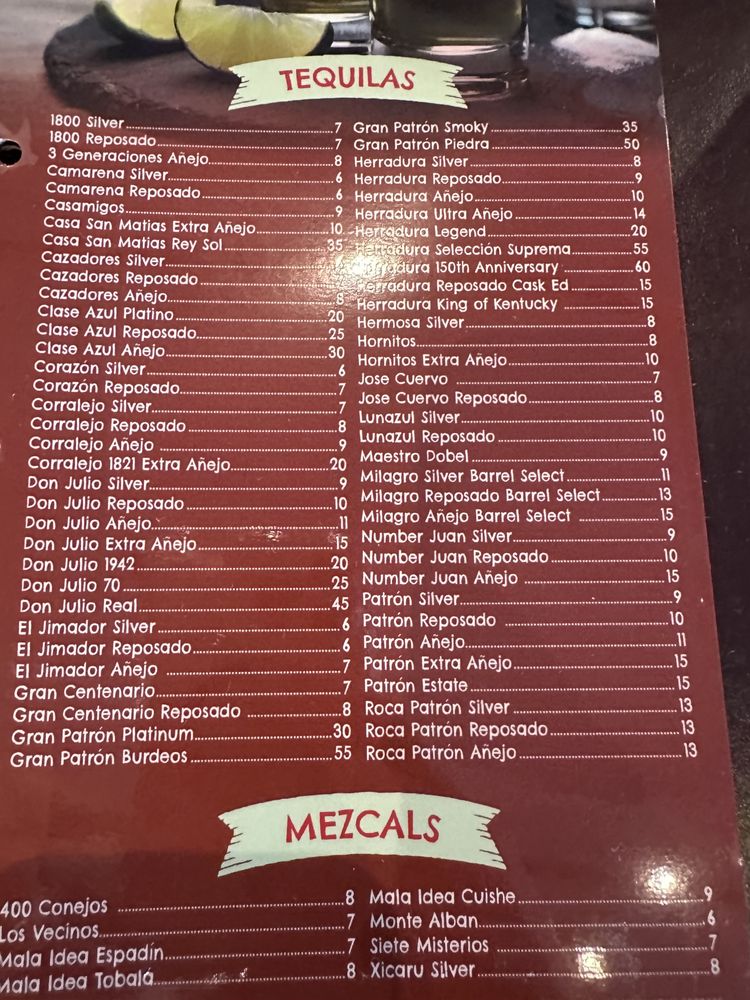 TEQUILAS
1800 Silver 7
1800 Reposado 7
3 Generaciones Añejo 8
Camarena Silver 6
Camarena Reposado 6
Casamigos 9
Casa San Matias Extra Añejo 10
Casa San Matias Rey Sol 35
Cazadores Silver
Cazadores Reposado
Cazadores Añejo 8
Clase Azul Platino 20
Clase Azul Reposado 25
Clase Azul Añejo 30
Corazón Silver 6
Corazón Reposado 7
Corralejo Silver 7
Corralejo Reposado 8
Corralejo Añejo 9
Corralejo 1821 Extra Añejo 20
Don Julio Silver 9
Don Julio Reposado 10
Don Julio Añejo 11
Don Julio Extra Añejo 15
Don Julio 1942 20
Don Julio 70 25
Don Julio Real 45
El Jimador Silver 6
El Jimador Reposado 6
El Jimador Añejo 7
Gran Centenario 7
Gran Centenario Reposado 8
Gran Patrón Platinum 30
Gran Patrón Burdeos 55
Gran Patrón Smoky 35
Gran Patrón Piedra 50
Herradura Silver 8
Herradura Reposado 9
Herradura Añejo 10
Herradura Ultra Añejo 14
Herradura Legend 20
Herradura Selección Suprema 55
Herradura 150th Anniversary 60
Herradura Reposado Cask Ed 15
Herradura King of Kentucky 15
Hermosa Silver 8
Hornitos 8
Hornitos Extra Añejo 10
Jose Cuervo 7
Jose Cuervo Reposado 8
Lunazul Silver 10
Lunazul Reposado 10
Maestro Dobel 9
Milagro Silver Barrel Select 11
Milagro Reposado Barrel Select 13
Milagro Añejo Barrel Select 15
Number Juan Silver 9
Number Juan Reposado 10
Number Juan Añejo 15
Patrón Silver 9
Patrón Reposado 10
Patrón Añejo 11
Patrón Extra Añejo 15
Patrón Estate 15
Roca Patrón Silver 13
Roca Patrón Reposado 13
Roca Patrón Añejo 13
MEZCALS
400 Conejos 8
Los Vecinos 7
Mala Idea Espadin 7
Mala Idea Tobalá 8
Mala Idea Cuishe 9
Monte Alban 6
Siete Misterios 7
Xicaru Silver 8